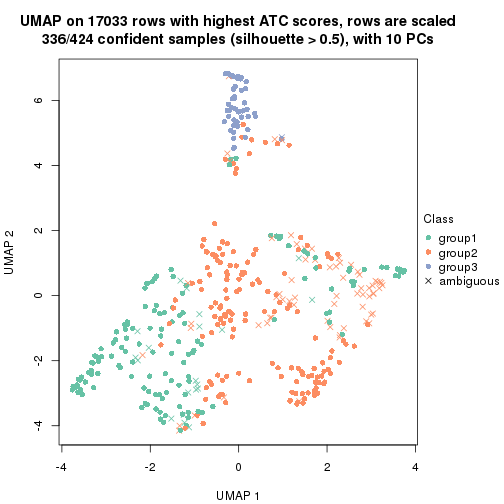 UMAP on 17033 rows with highest ATC scores, rows are scaled
336/424 confident samples (silhouette > 0.5), with 10 PCs
6
4
2
0
-2
-4
UMAP 2
-4
-2
0
2
4
UMAP 1
Class
group1
group2
group3
ambiguous